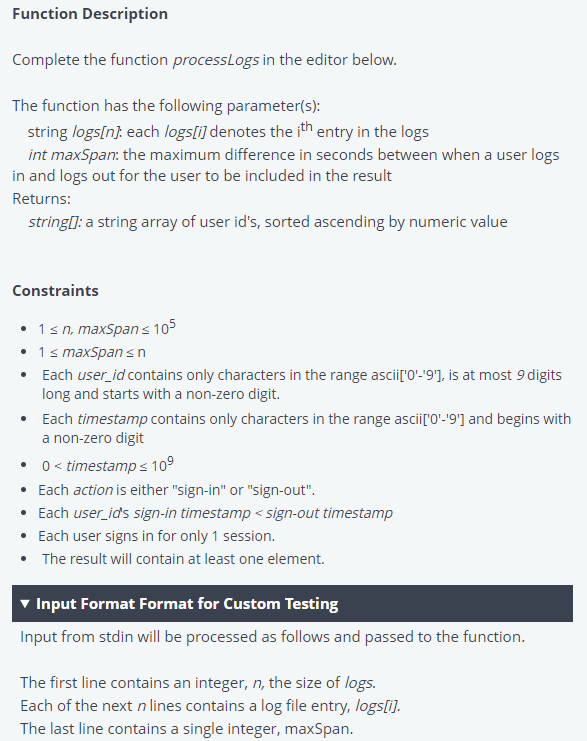 Function Description
Complete the function processLogs in the editor below.
The function has the following parameter(s):
string logs[n]: each logs[i] denotes the ith entry in the logs
int maxSpan: the maximum difference in seconds between when a user logs
in and logs out for the user to be included in the result
Returns:
string[]: a string array of user id's, sorted ascending by numeric value
Constraints
• 1 ≤ n, maxSpan ≤ 10^5
• 1 ≤ maxSpan ≤ n
• Each user_id contains only characters in the range ascii['0'-'9'], is at most 9 digits
long and starts with a non-zero digit.
• Each timestamp contains only characters in the range ascii['0'-'9'] and begins with
a non-zero digit
• 0 < timestamp ≤ 10^9
• Each action is either "sign-in" or "sign-out".
• Each user_id's sign-in timestamp < sign-out timestamp
• Each user signs in for only 1 session.
• The result will contain at least one element.
▼ Input Format Format for Custom Testing
Input from stdin will be processed as follows and passed to the function.
The first line contains an integer, n, the size of logs.
Each of the next n lines contains a log file entry, logs[i].
The last line contains a single integer, maxSpan.